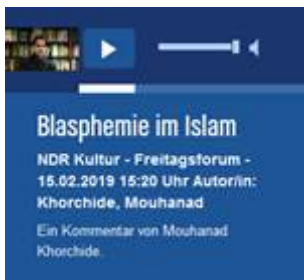 Blasphemie im Islam
NDR Kultur - Freitagsforum -
15.02.2019 15:20 Uhr Autor/in:
Khorchide, Mouhanad
Ein Kommentar von Mouhanad
Khorchide.